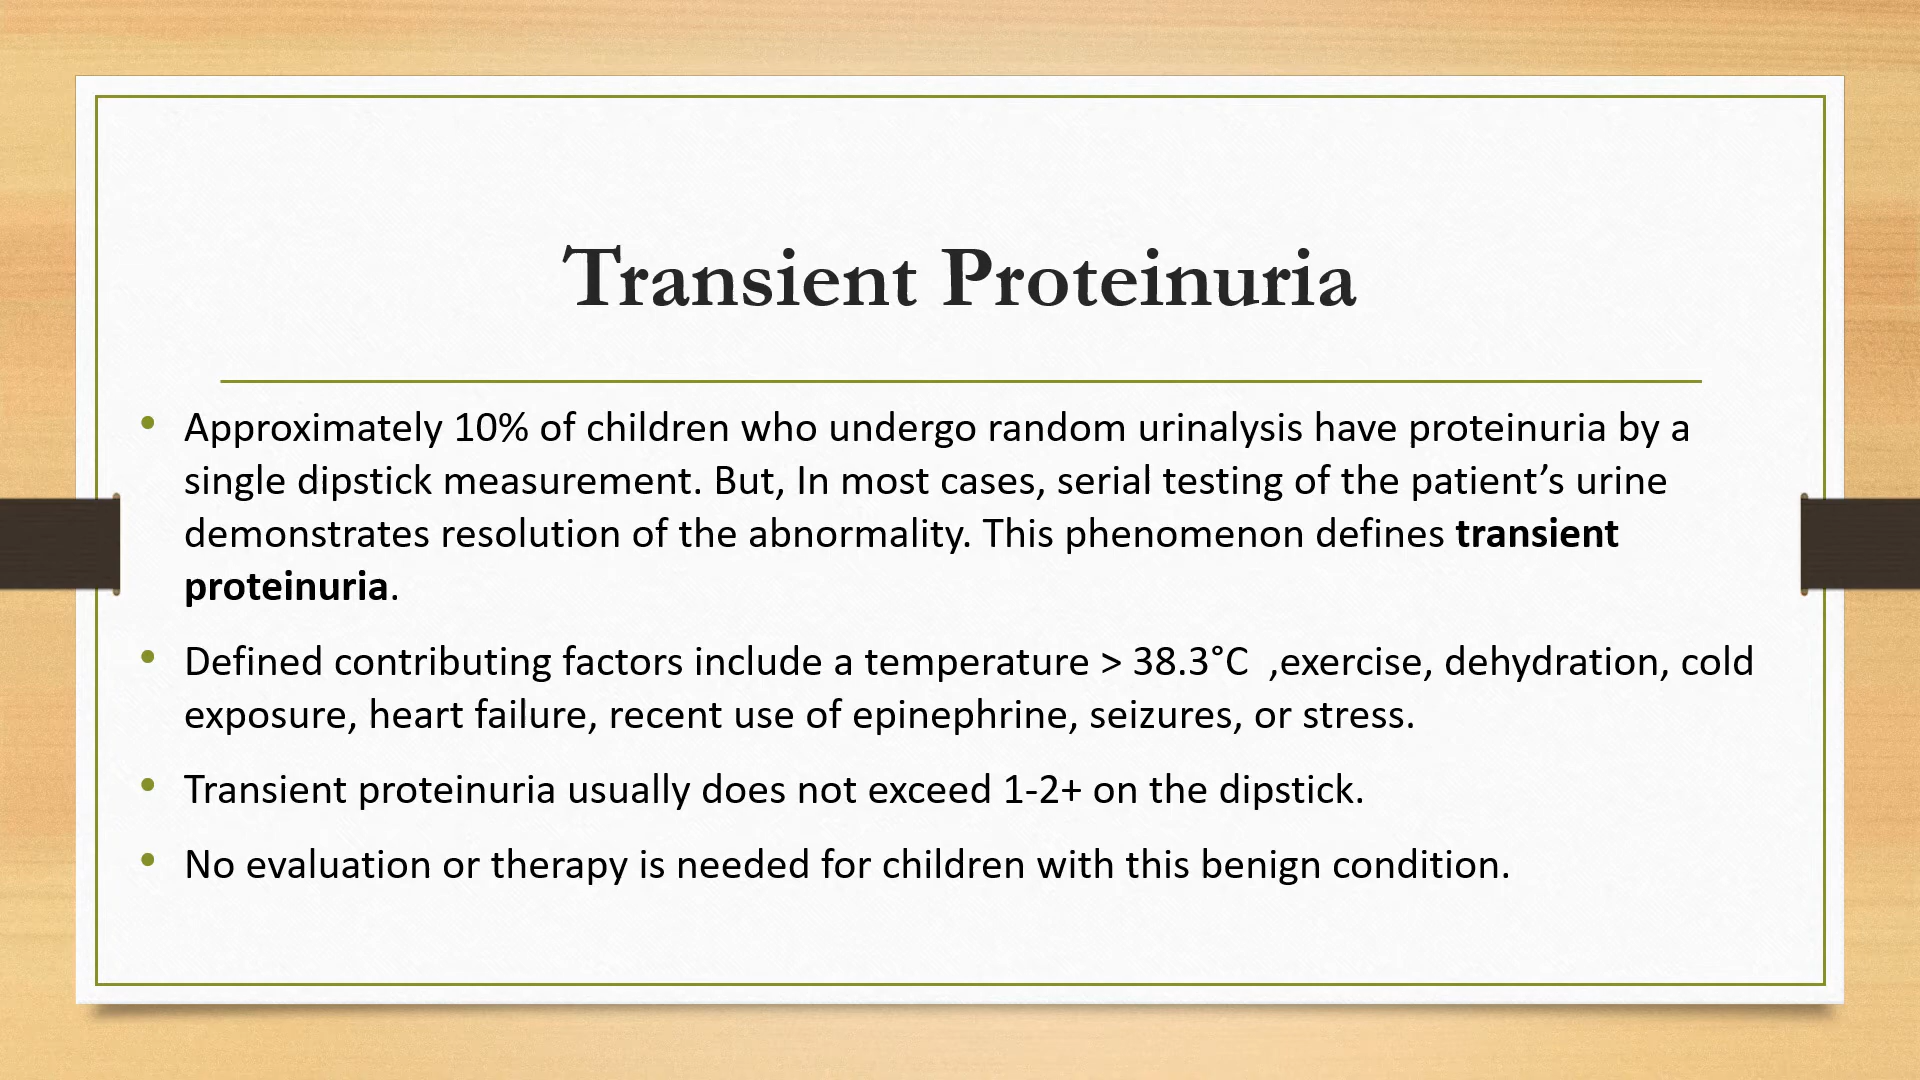 Transient Proteinuria
• Approximately 10% of children who undergo random urinalysis have proteinuria by a
single dipstick measurement. But, In most cases, serial testing of the patient’s urine
demonstrates resolution of the abnormality. This phenomenon defines transient
proteinuria.
• Defined contributing factors include a temperature > 38.3°C  ,exercise, dehydration, cold
exposure, heart failure, recent use of epinephrine, seizures, or stress.
• Transient proteinuria usually does not exceed 1-2+ on the dipstick.
• No evaluation or therapy is needed for children with this benign condition.